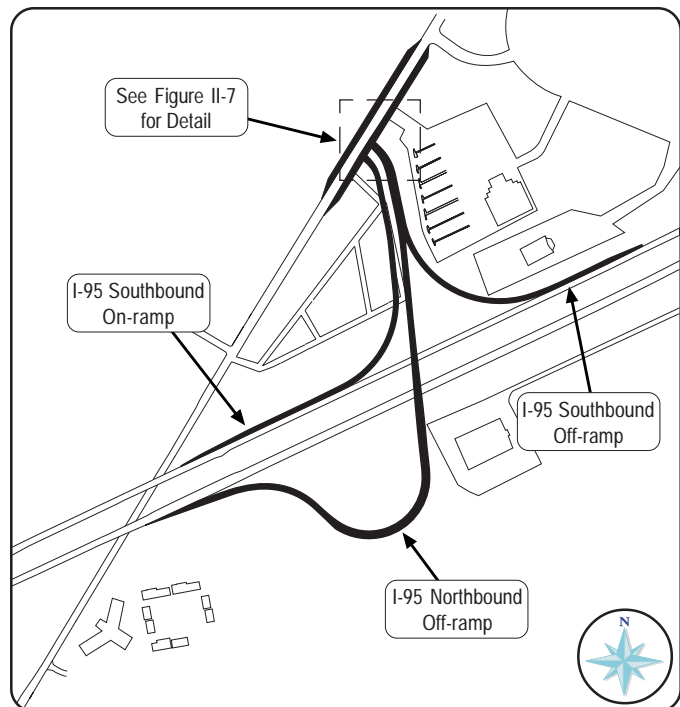 See Figure II-7
for Detail
I-95 Southbound
On-ramp
I-95 Southbound
Off-ramp
I-95 Northbound
Off-ramp
N